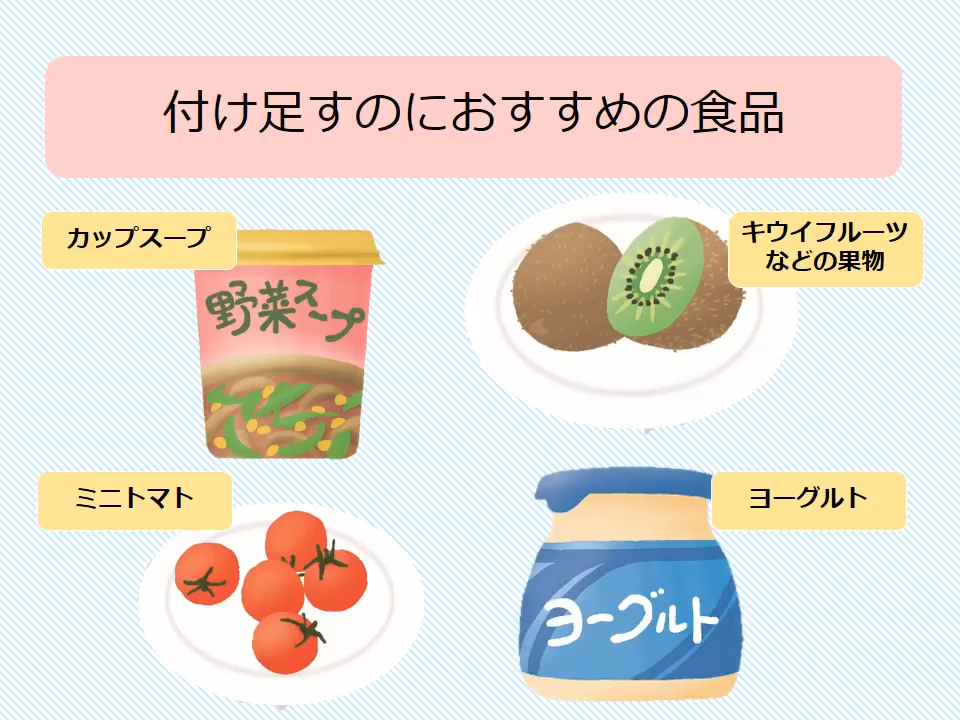 付け足すのにおすすめの食品
カップスープ
野菜スープ
キウイフルーツ
などの果物
ミニトマト
ヨーグルト
ヨーグルト